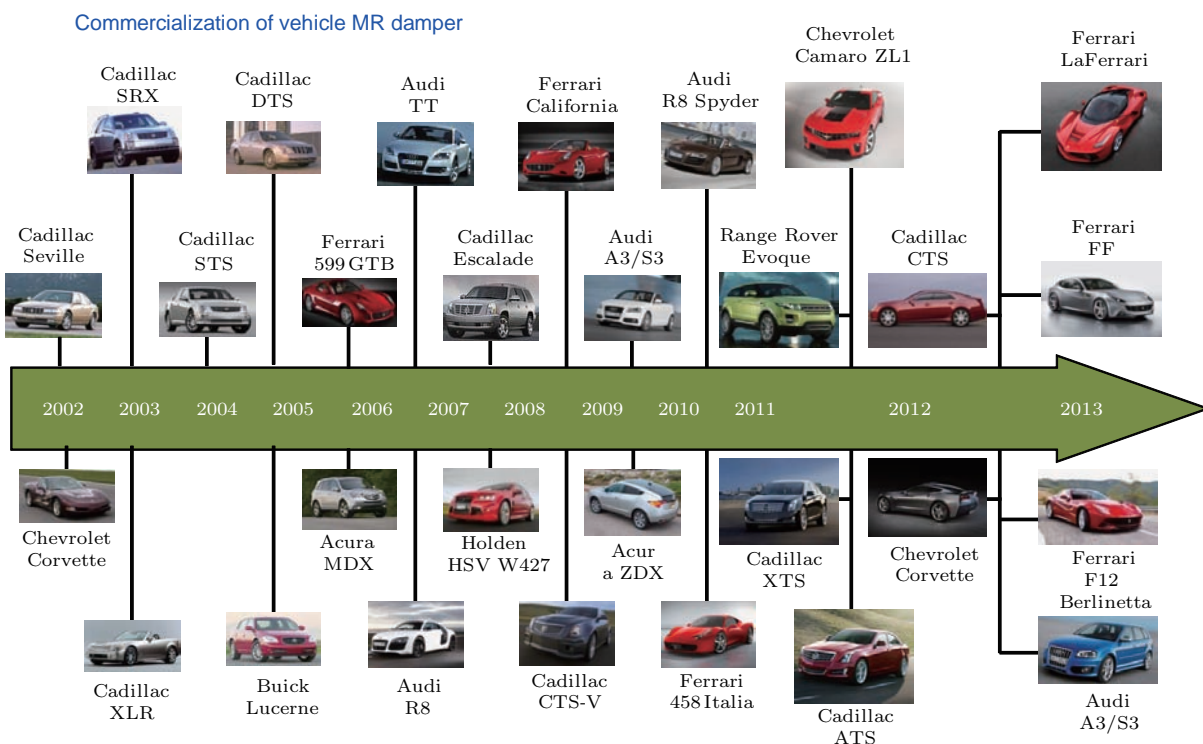 Commercialization of vehicle MR damper
Cadillac
SRX
Cadillac
DTS
Audi
TT
Ferrari
California
Audi
R8 Spyder
Chevrolet
Camaro ZL1
Ferrari
LaFerrari
Cadillac
Seville
Cadillac
STS
Ferrari
599 GTB
Cadillac
Escalade
Audi
A3/S3
Range Rover
Evoque
Cadillac
CTS
Ferrari
FF
2002 2003 2004 2005 2006 2007 2008 2009 2010 2011 2012 2013
Chevrolet
Corvette
Acura
MDX
Holden
HSV W427
Acur
a ZDX
Cadillac
XTS
Chevrolet
Corvette
Ferrari
F12
Berlinetta
Cadillac
XLR
Buick
Lucerne
Audi
R8
Cadillac
CTS-V
Ferrari
458 Italia
Cadillac
ATS
Audi
A3/S3